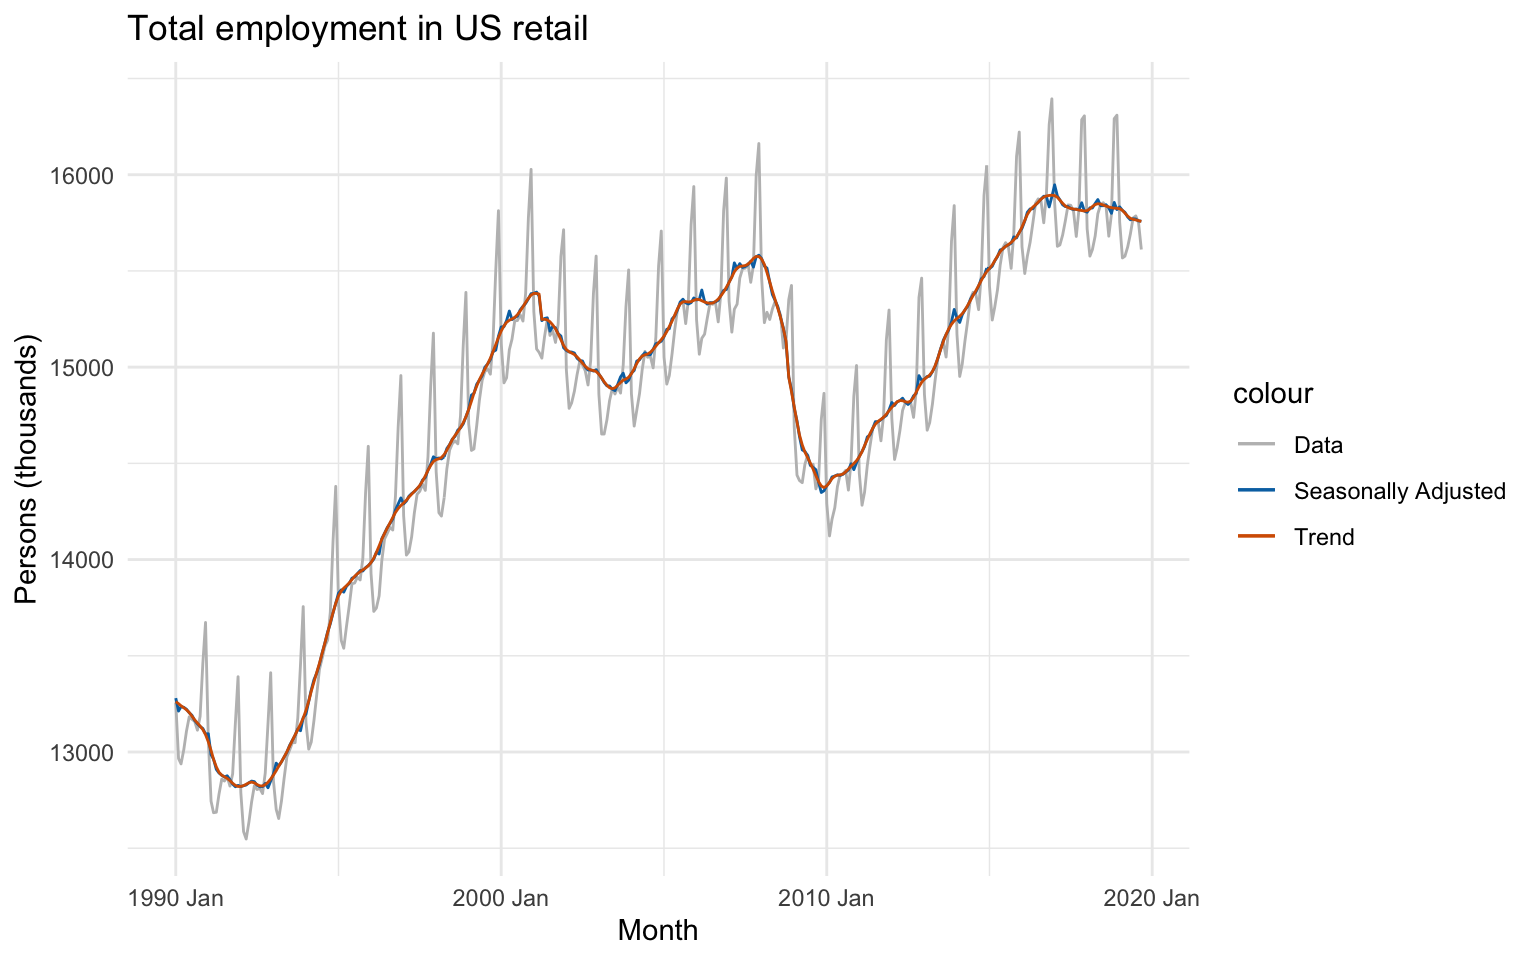 Total employment in US retail
Persons (thousands)
16000
15000
14000
13000
1990 Jan
2000 Jan
2010 Jan
2020 Jan
Month
colour
Data
Seasonally Adjusted
Trend